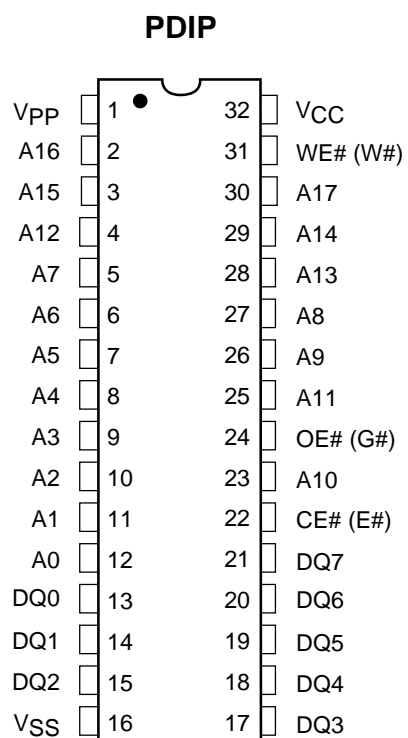 PDIP
VPP 1 32 VCC
A16 2 31 WE# (W#)
A15 3 30 A17
A12 4 29 A14
A7 5 28 A13
A6 6 27 A8
A5 7 26 A9
A4 8 25 A11
A3 9 24 OE# (G#)
A2 10 23 A10
A1 11 22 CE# (E#)
A0 12 21 DQ7
DQ0 13 20 DQ6
DQ1 14 19 DQ5
DQ2 15 18 DQ4
VSS 16 17 DQ3